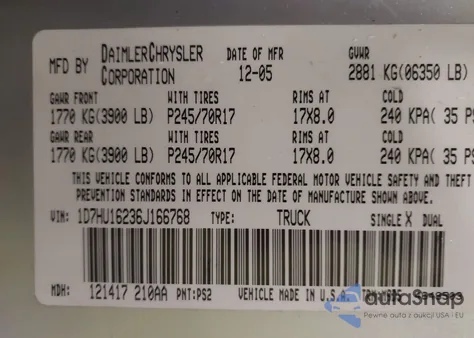 MFD BY DAIMLERCHRYSLER CORPORATION DATE OF MFR 12-05 GVWR 2881 KG(06350 LB)
GAWR FRONT WITH TIRES RIMS AT COLD
1770 KG(3900 LB) P245/70R17 17X8.0 240 KPA( 35 PS
GAWR REAR WITH TIRES RIMS AT COLD
1770 KG(3900 LB) P245/70R17 17X8.0 240 KPA( 35 PS
THIS VEHICLE CONFORMS TO ALL APPLICABLE FEDERAL MOTOR VEHICLE SAFETY AND THEFT
PREVENTION STANDARDS IN EFFECT ON THE DATE OF MANUFACTURE SHOWN ABOVE.
VIN: 1D7HU16236J166768 TYPE: TRUCK SINGLE X DUAL
MDH: 121417 210AA PNT:PS2 VEHICLE MADE IN U.S.A.
autaSnap
Pewne auta z aukcji USA i EU